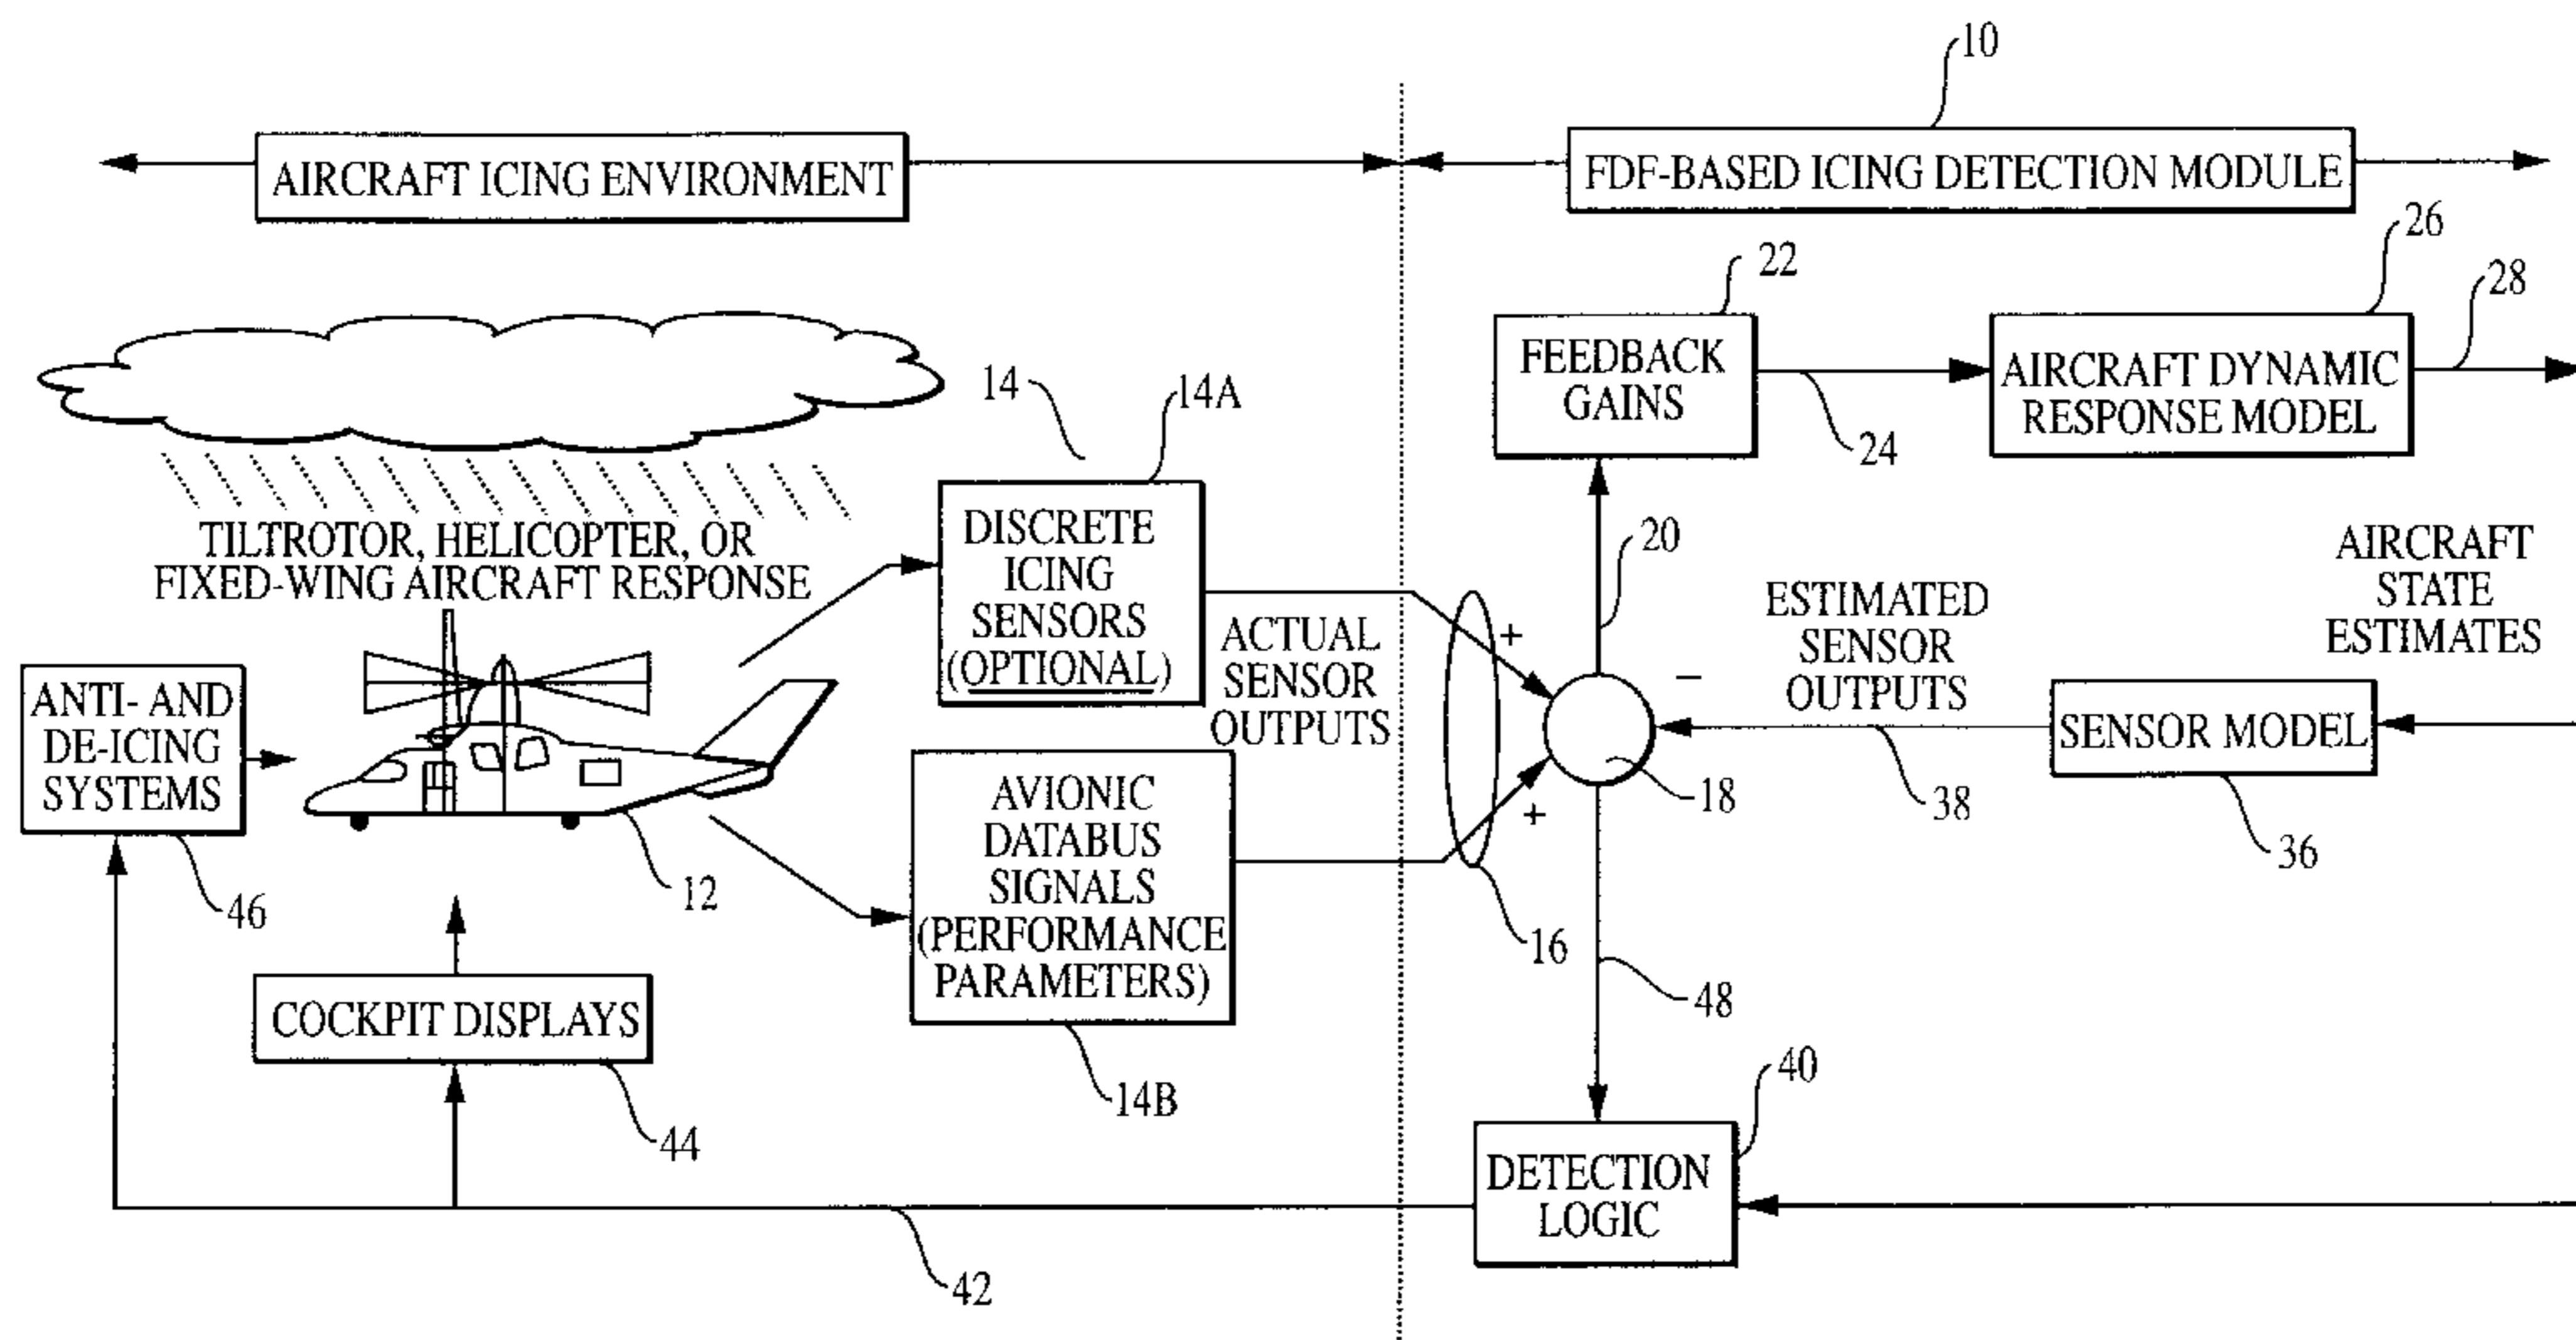 10
AIRCRAFT ICING ENVIRONMENT
FDF-BASED ICING DETECTION MODULE
26
22
28
14
14A
FEEDBACK
GAINS
AIRCRAFT DYNAMIC
RESPONSE MODEL
24
TILTROTOR, HELICOPTER, OR
FIXED-WING AIRCRAFT RESPONSE
DISCRETE
ICING
SENSORS
(OPTIONAL)
20
AIRCRAFT
STATE
ESTIMATES
ACTUAL
SENSOR
OUTPUTS
+
+
−
ESTIMATED
SENSOR
OUTPUTS
ANTI- AND
DE-ICING
SYSTEMS
SENSOR MODEL
18
38
36
AVIONIC
DATABUS
SIGNALS
(PERFORMANCE
PARAMETERS)
12
46
16
COCKPIT DISPLAYS
48
44
14B
40
DETECTION
LOGIC
42